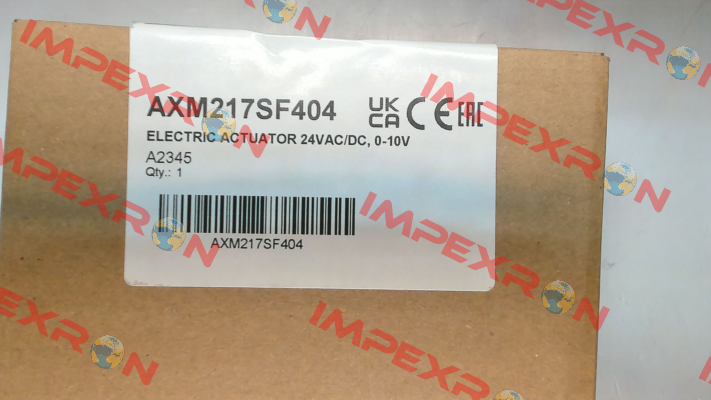 AXM217SF404
UK CA CE EAC
ELECTRIC ACTUATOR 24VAC/DC, 0-10V
A2345
Qty.: 1
AXM217SF404
IMPEXRON
IMPEXRON
IMPEXRON
IMPEXRON
IMPEXRON
IMPEXRON
IMPEXRON